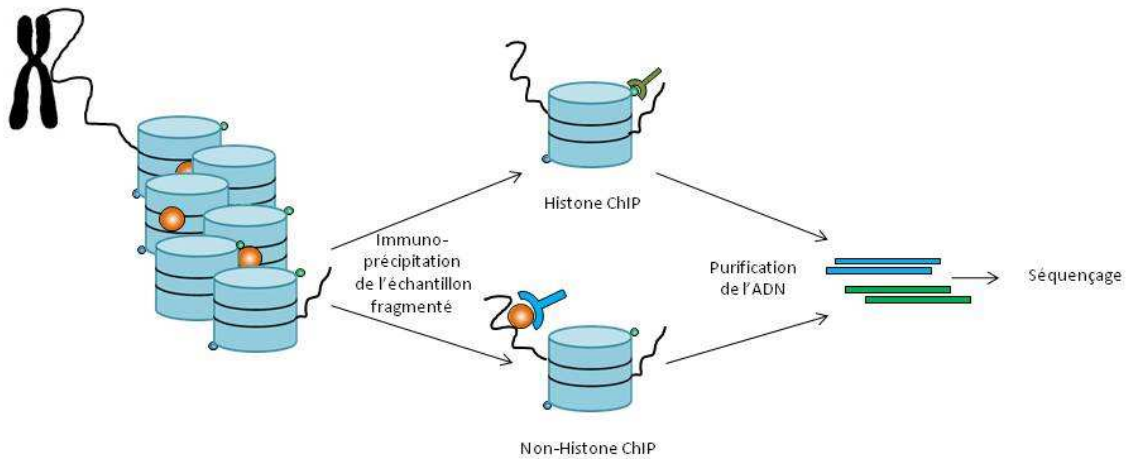 Histone ChIP
Immuno-
précipitation
de l'échantillon
fragmenté
Purification
de l'ADN
Séquençage
Non-Histone ChIP